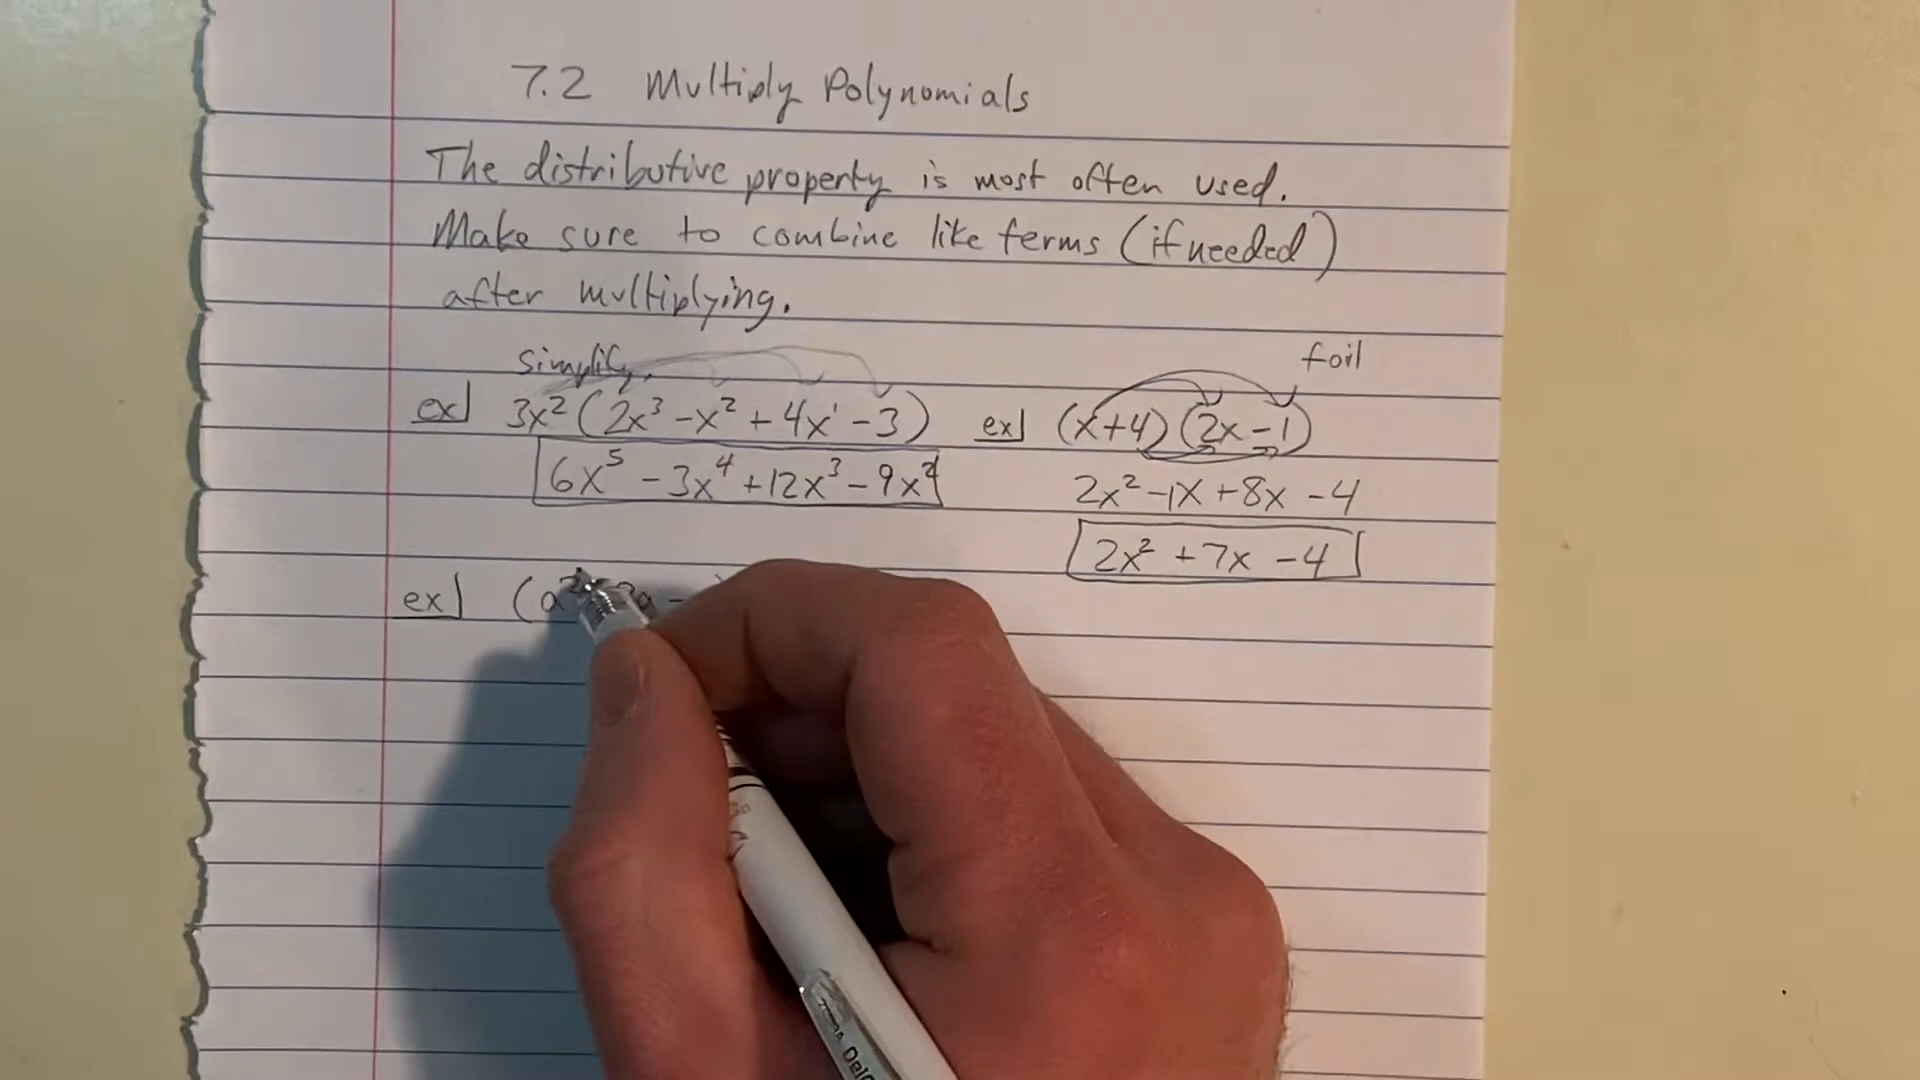 7.2 Multiply Polynomials
The distributive property is most often used.
Make sure to combine like terms (if needed)
after multiplying.
simplify.
foil
ex] 3x² (2x³ - x² + 4x¹ - 3) ex] (x+4)(2x-1)
6x⁵ - 3x⁴ + 12x³ - 9x² 2x² - 1x + 8x - 4
2x² + 7x - 4
ex] (a²